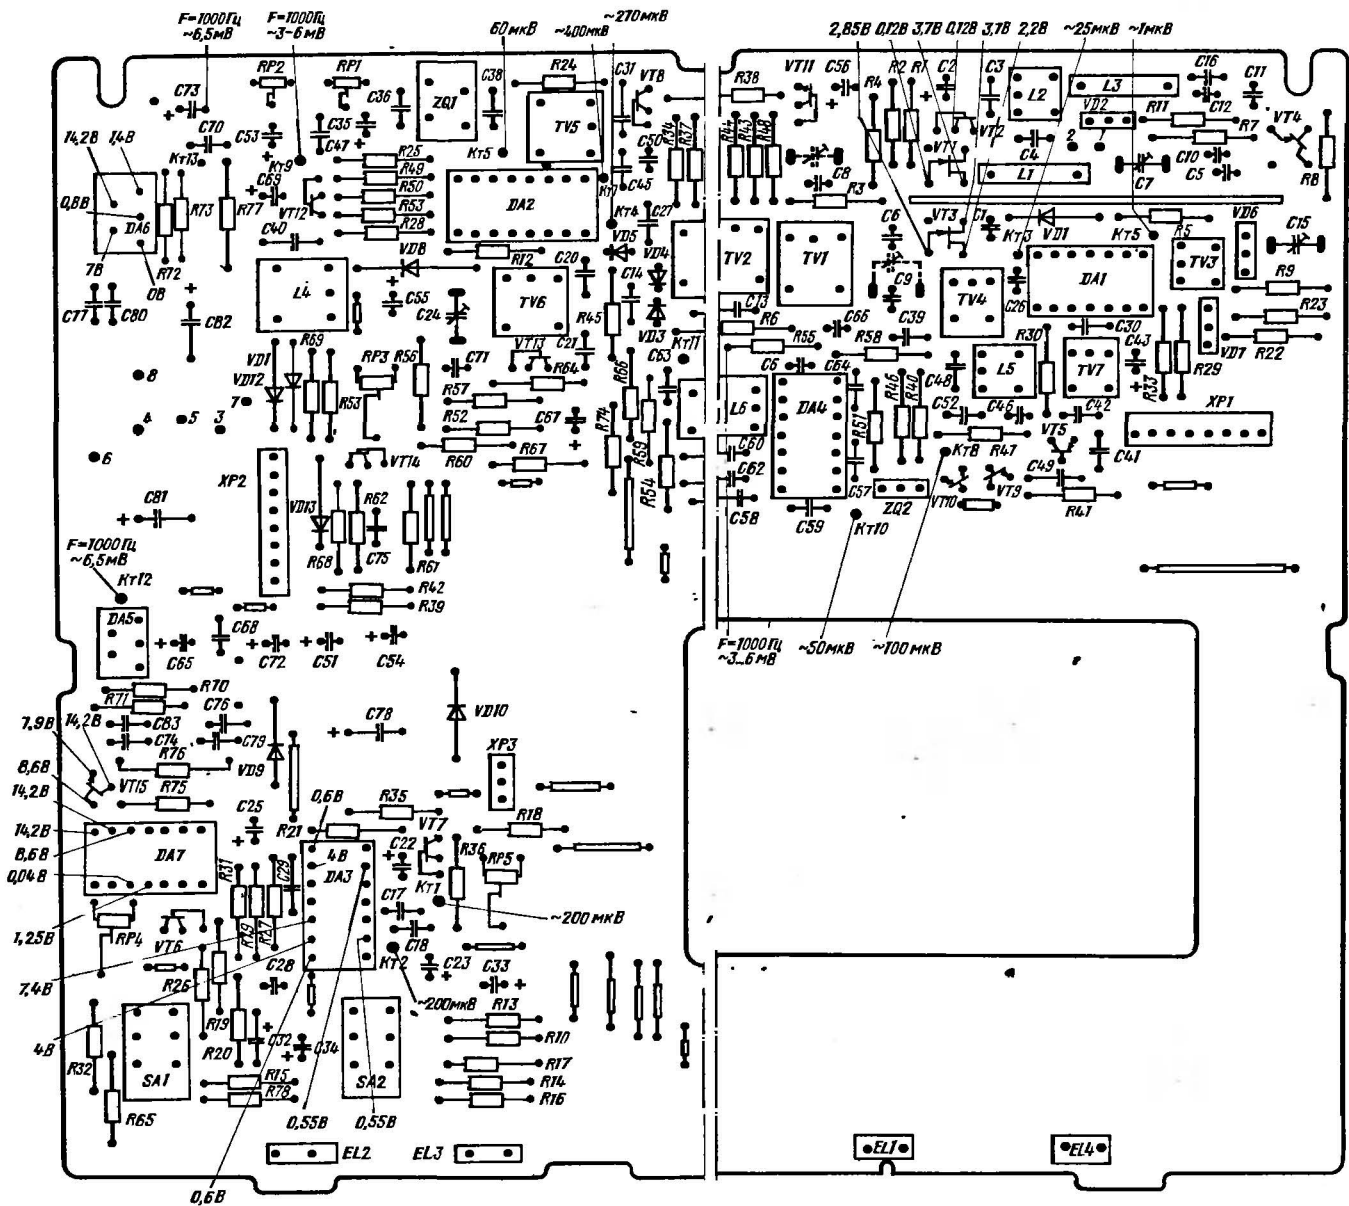 F=1000Гц
~6,5мВ
F=1000Гц
~3-6мВ
60мкВ
~400мкВ
~270мкВ
2,85В 0,12В 3,7В 0,12В 3,7В 2,2В
~25мкВ ~1мкВ
RP2 RP1
C73
C36
ZQ1
C38
R24
C31
VT8
R38
VT11
C56
R4
R2
R1
C2
C3
L2
L3
C16
C11
VD2
R11
C12
VT4
14,2В 1,4В
C70
C53
C35
TV5
Кт13
Кт9
C47
R25
Кт5
R34
R37
C50
R44
R43
R48
VT1
VT2
C4
2
R7
C10
C5
R8
C69
R49
R50
R53
R28
DA2
C45
C8
R3
L1
C7
0,8В
DA6
R73
R77
VT12
Кт4
C27
C6
VT3
C1
Кт3
VD1
Кт5
R5
VD6
C15
C40
R72
VD8
R12
C20
VD5
VD4
TV2
TV1
C9
TV4
C26
DA1
TV3
R9
7В
0В
C77
C80
C82
L4
C55
C24
TV6
C14
C13
R23
R45
VD3
R6
C66
R58
C39
R30
C30
C43
R69
VD1
VD12
RP3
R56
C71
VT13
C21
Кт11
R55
R22
VD7
R64
R66
C63
C6
C64
C48
L5
TV7
R33
R29
8
7
R53
R57
R52
C67
R74
R59
L6
DA4
R51
R46
R40
C52
C46
C42
XP1
4
5
3
R60
C60
Кт8
R47
VT5
6
XP2
VT14
R67
R54
C62
C57
ZQ2
VT10
VT9
C49
C41
C81
VD13
R62
C58
C59
Кт10
R41
F=1000Гц
~6,5мВ
R68
C75
R61
Кт12
R42
R39
DA5
C68
C65
C72
C51
C54
F=1000Гц
~3...6мВ
~50мкВ
~100мкВ
R70
R71
C76
7,9В
14,2В
C83
C74
C79
C78
VD10
R76
VD9
XP3
8,6В
VT15
R75
14,2В
0,6В
R35
C25
R21
VT7
R18
14,2В
DA7
4В
C22
R36
RP5
8,6В
R31
C29
DA3
0,04В
Кт1
C17
~200мкВ
1,25В
RP4
VT6
R19
R27
C18
7,4В
R26
C28
Кт2
C23
C33
~200мкВ
R19
R13
4В
R32
R20
C32
C34
R10
SA1
SA2
R17
R15
R14
R78
R16
R65
0,55В
0,55В
EL2
EL3
EL1
EL4
0,6В